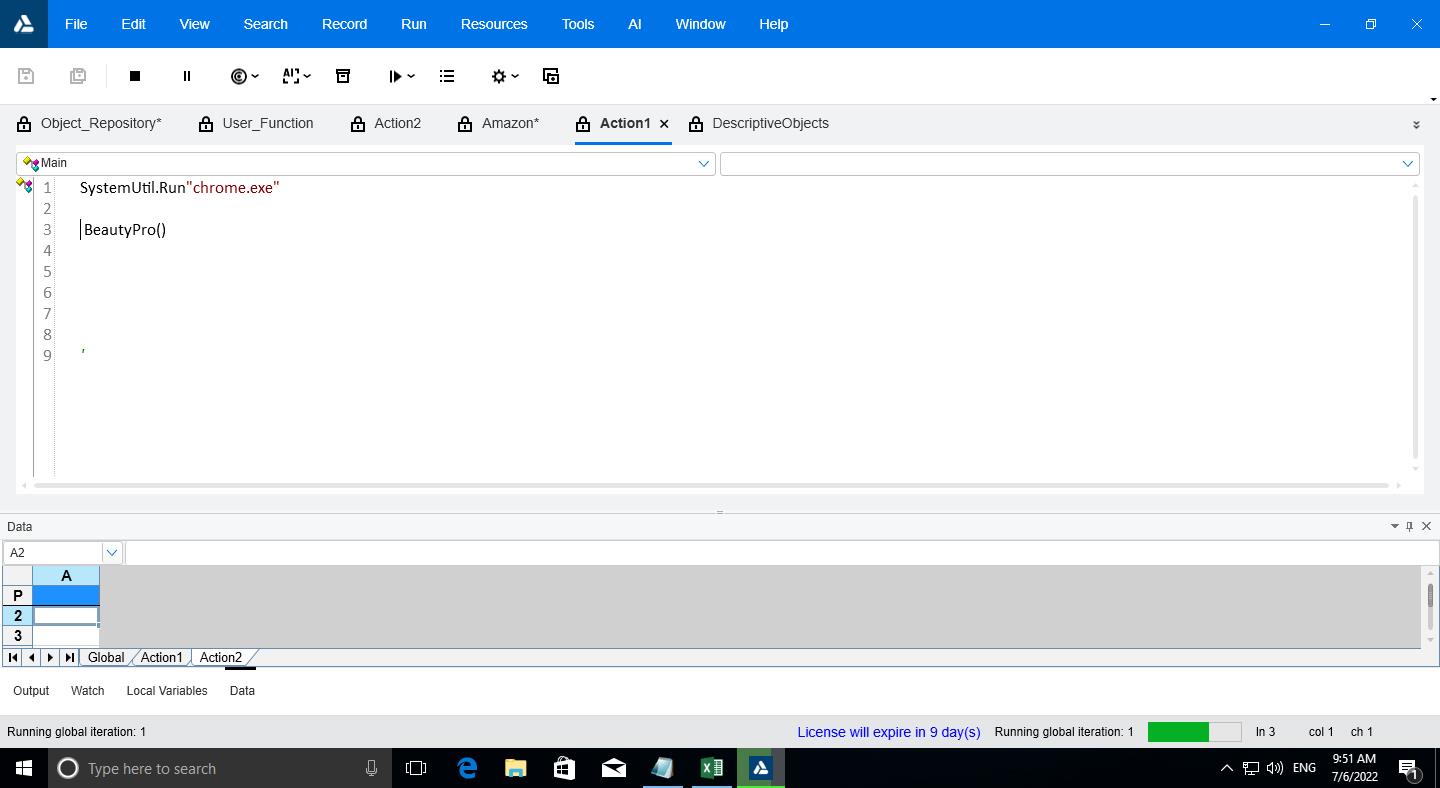 File Edit View Search Record Run Resources Tools AI Window Help
Object_Repository* User_Function Action2 Amazon* Action1 DescriptiveObjects
Main
1 SystemUtil.Run"chrome.exe"
2
3 BeautyPro()
4
5
6
7
8
9 '
Data
A2
A
P
2
3
Global Action1 Action2
Output Watch Local Variables Data
Running global iteration: 1 License will expire in 9 day(s) Running global iteration: 1 ln 3 col 1 ch 1
Type here to search ENG 9:51 AM
7/6/2022 1